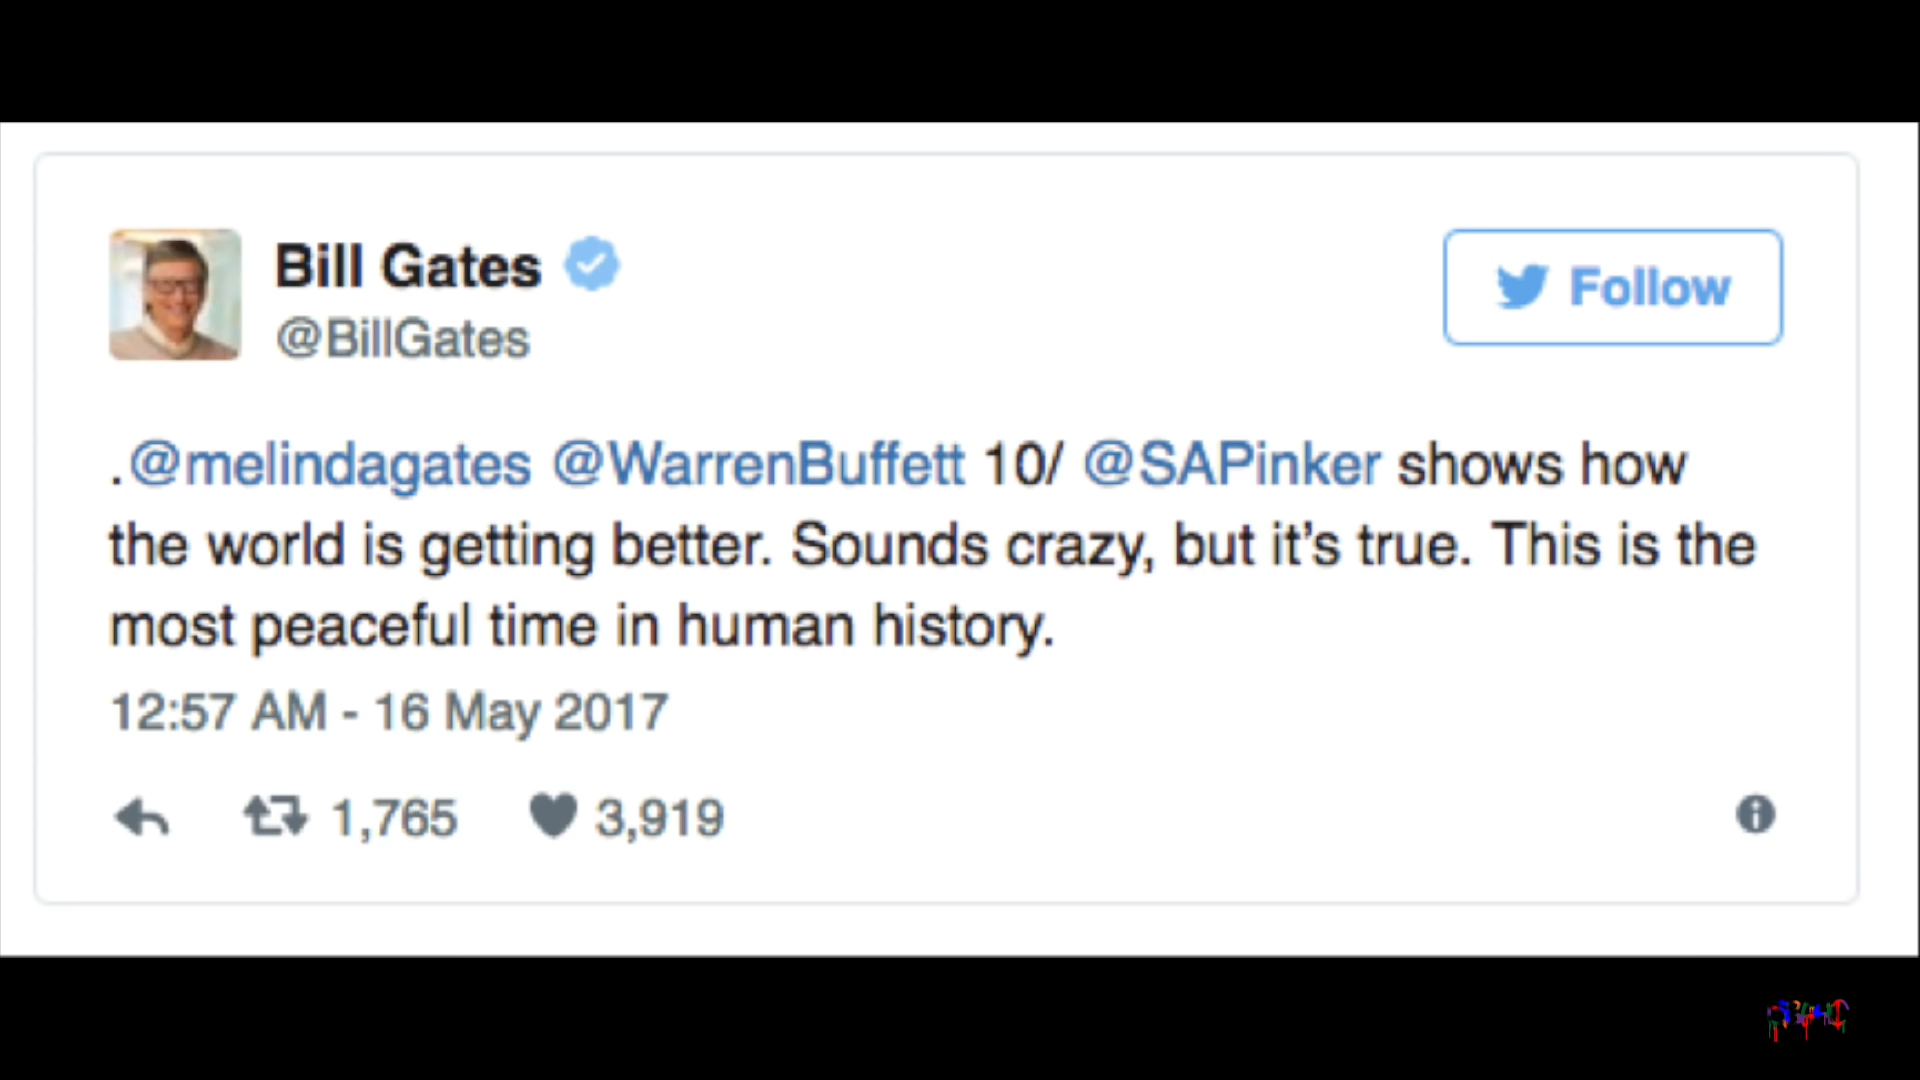 Bill Gates
@BillGates
Follow
.@melindagates @WarrenBuffett 10/ @SAPinker shows how
the world is getting better. Sounds crazy, but it’s true. This is the
most peaceful time in human history.
12:57 AM - 16 May 2017
1,765 3,919